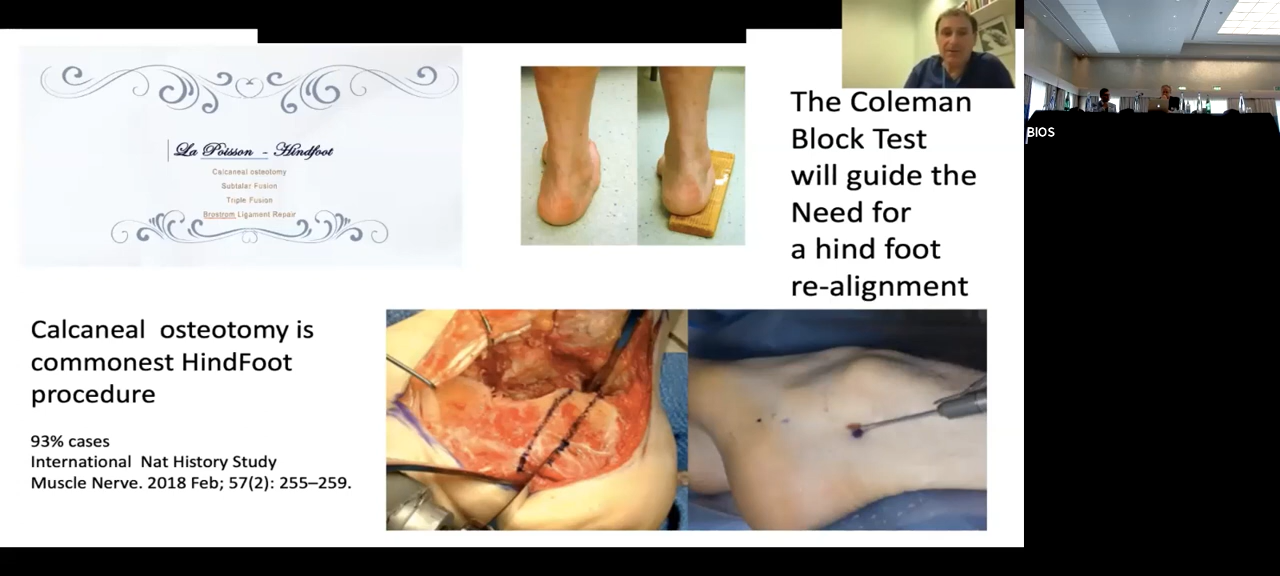 La Poisson - Hindfoot
Calcaneal osteotomy
Subtaler Fusion
Triple Fusion
Brostrom Ligament Repair
The Coleman
Block Test
will guide the
Need for
a hind foot
re-alignment
Calcaneal osteotomy is
commonest HindFoot
procedure
93% cases
International Nat History Study
Muscle Nerve. 2018 Feb; 57(2): 255–259.
BIOS